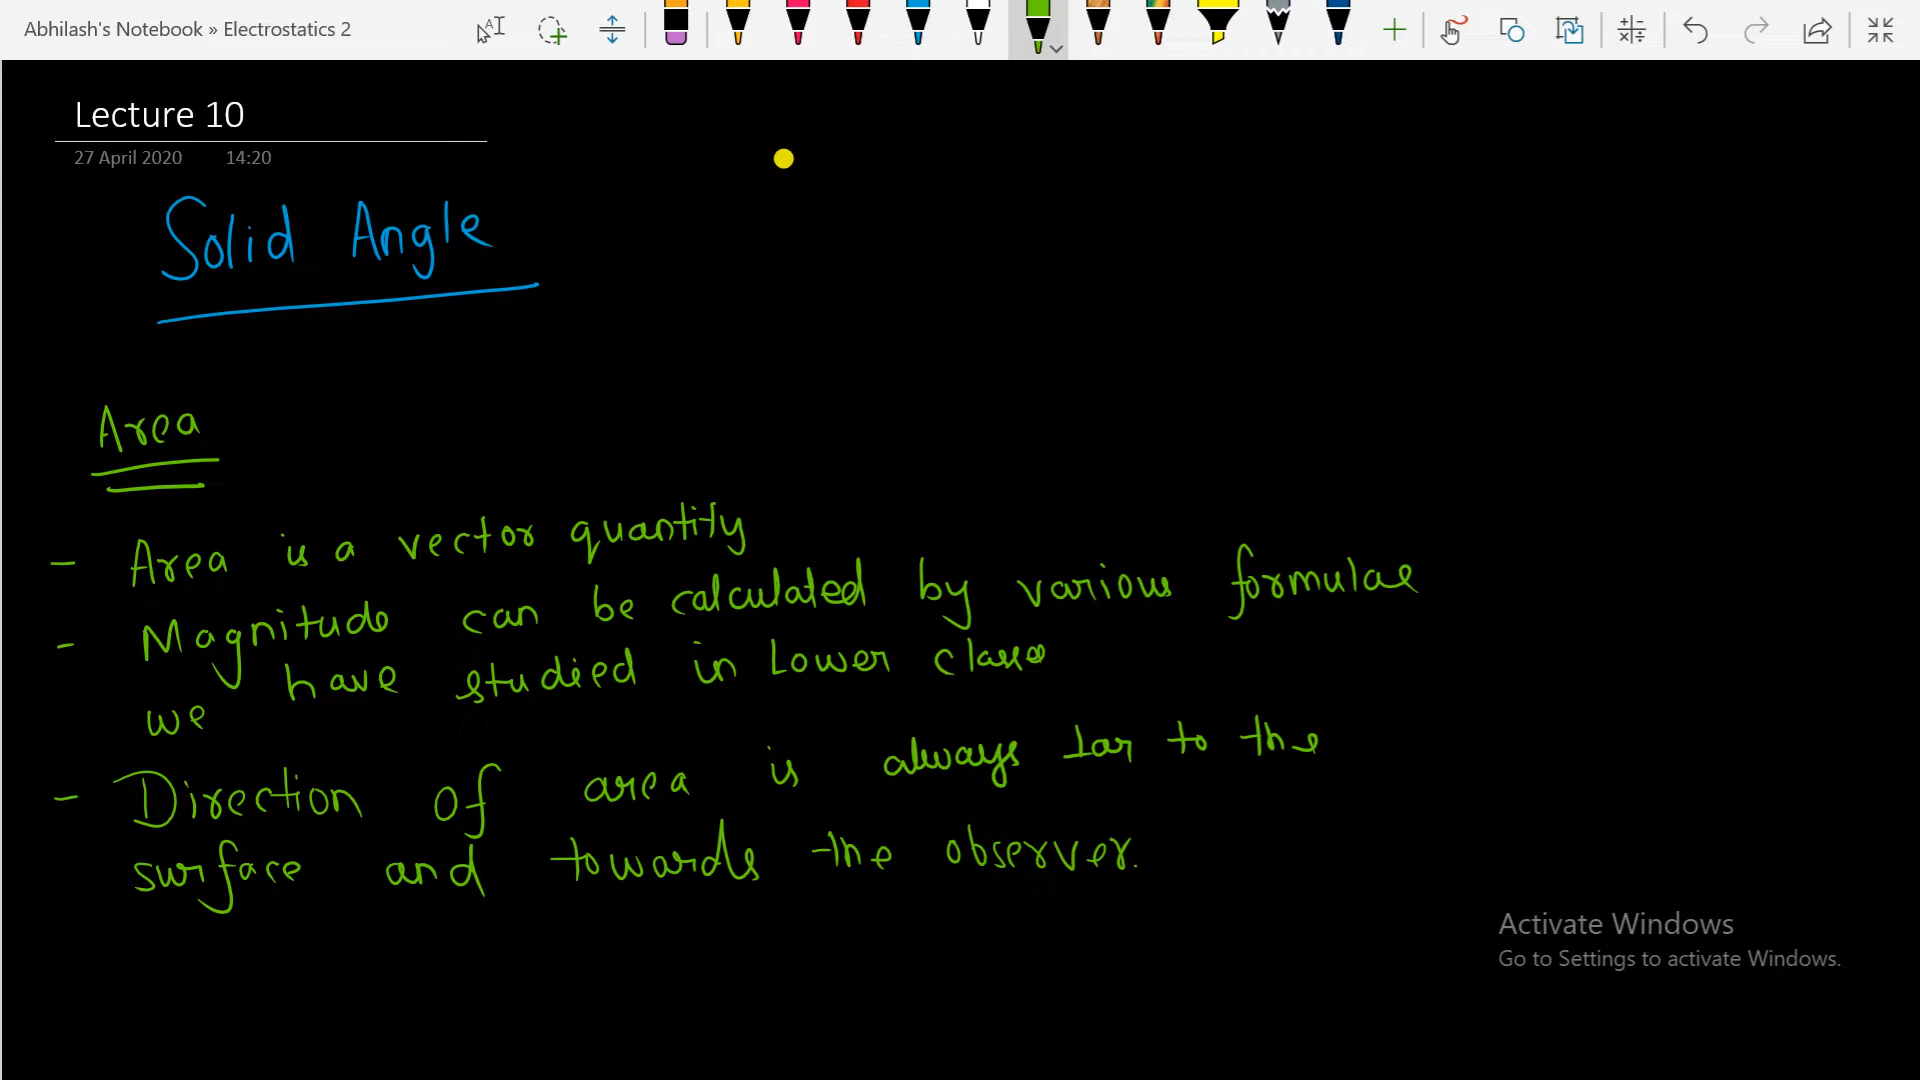 Abhilash's Notebook » Electrostatics 2
Lecture 10
27 April 2020 14:20
Solid Angle
Area
- Area is a vector quantity
- Magnitude can be calculated by various formulae
we have studied in Lower classes
- Direction of area is always ⊥ar to the
surface and towards the observer.
Activate Windows
Go to Settings to activate Windows.